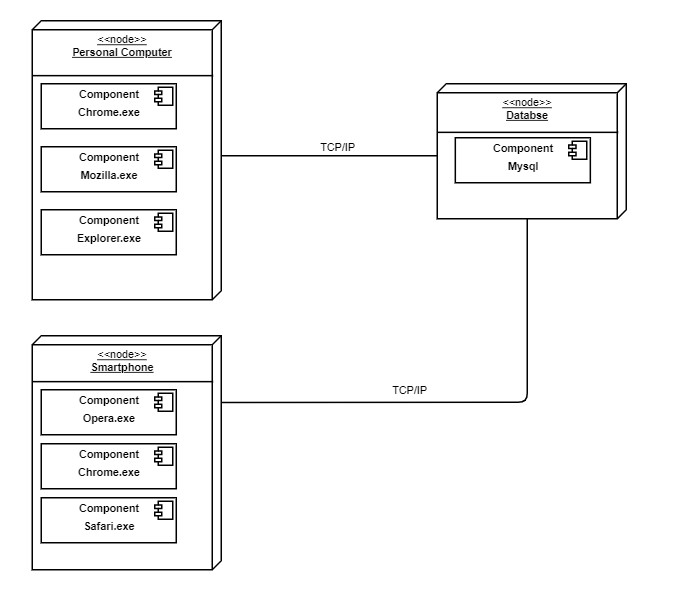 <<node>>
Personal Computer
Component
Chrome.exe
Component
Mozilla.exe
Component
Explorer.exe
TCP/IP
<<node>>
Databse
Component
Mysql
<<node>>
Smartphone
Component
Opera.exe
Component
Chrome.exe
Component
Safari.exe
TCP/IP